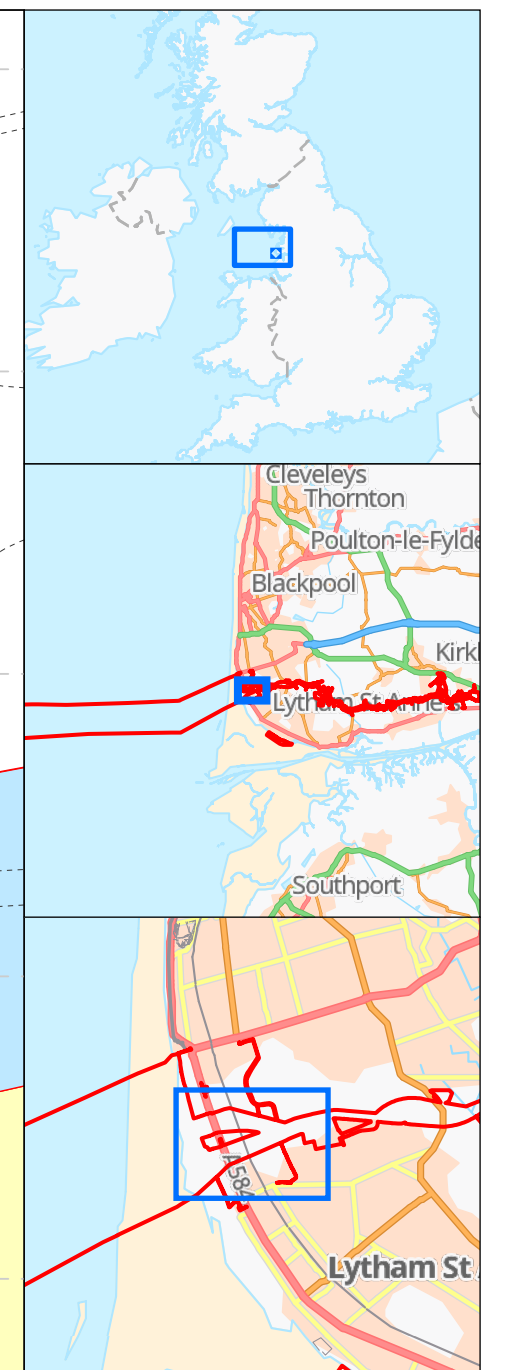 Cleveleys
Thornton
Poulton-le-Fylde
Blackpool
Kirkl
Lytham St Anne's
Southport
A584
Lytham St